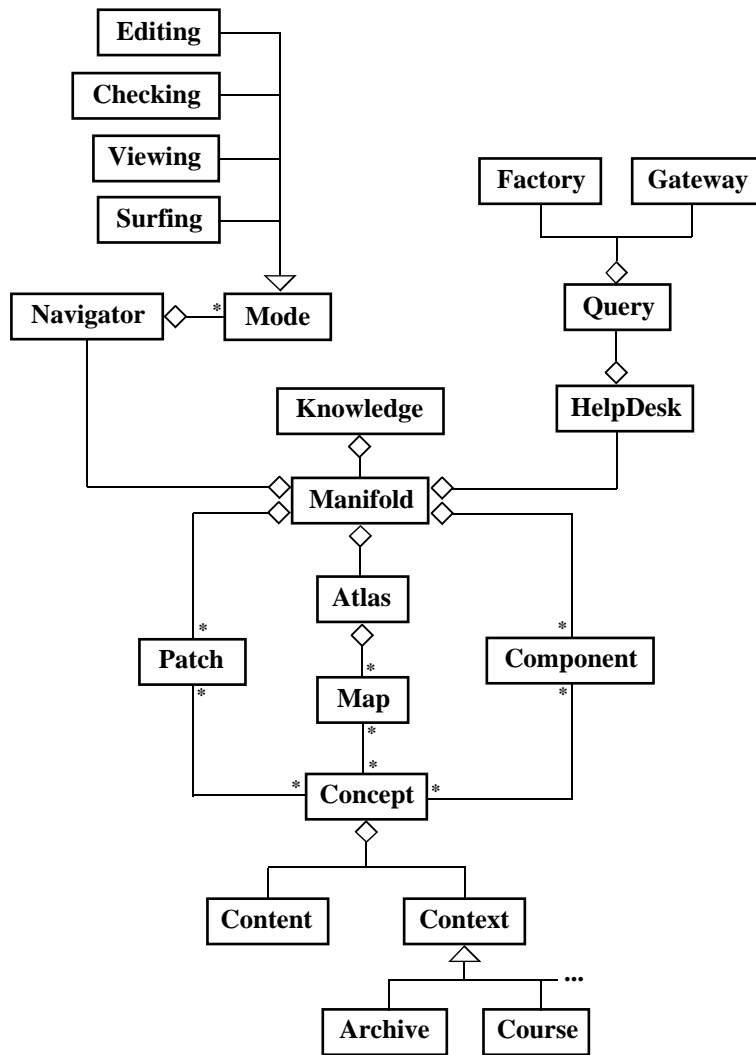 Editing
Checking
Viewing
Surfing
Factory
Gateway
Navigator
*
Mode
Query
Knowledge
HelpDesk
Manifold
Atlas
*
*
Patch
*
Component
*
*
Map
*
*
*
Concept
*
Content
Context
...
Archive
Course